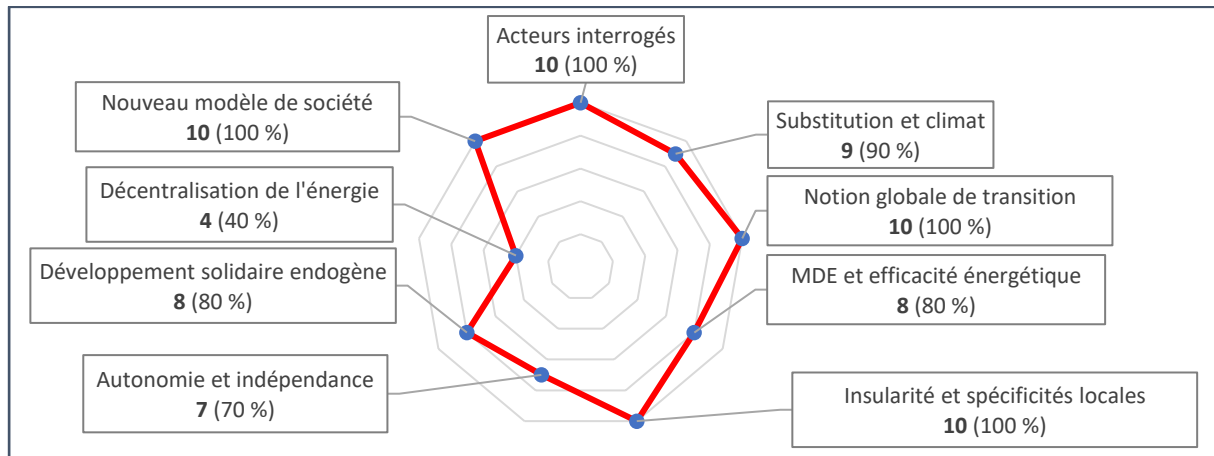 Acteurs interrogés
10 (100 %)
Substitution et climat
9 (90 %)
Notion globale de transition
10 (100 %)
MDE et efficacité énergétique
8 (80 %)
Insularité et spécificités locales
10 (100 %)
Autonomie et indépendance
7 (70 %)
Développement solidaire endogène
8 (80 %)
Décentralisation de l'énergie
4 (40 %)
Nouveau modèle de société
10 (100 %)